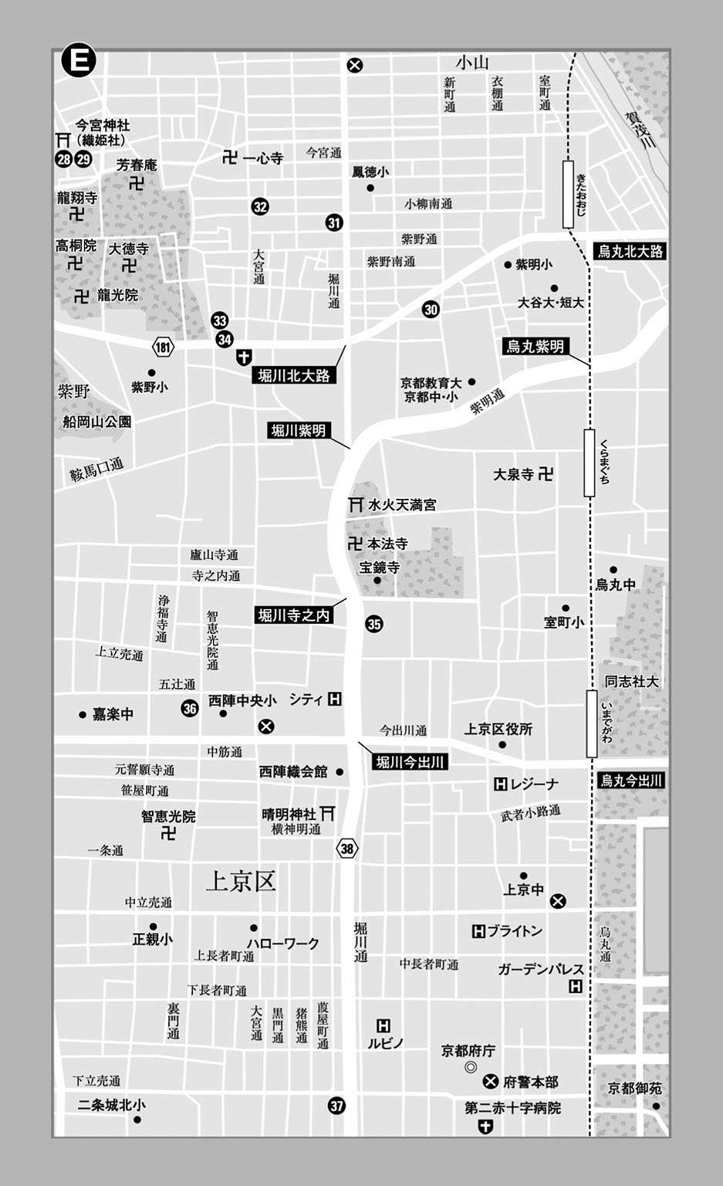 E
小山
新町通
衣棚通
室町通
賀茂川
今宮神社
(織姫社)
28 29
芳春庵
一心寺
今宮通
鳳徳小
きたおおじ
龍翔寺
32
31
小柳南通
高桐院
大徳寺
大宮通
紫野通
紫野南通
堀川通
紫明小
烏丸北大路
龍光院
大谷大・短大
33
34
30
181
堀川北大路
烏丸紫明
紫野
紫野小
京都教育大
京都中・小
紫明通
船岡山公園
堀川紫明
くらまぐち
鞍馬口通
大泉寺
水火天満宮
本法寺
宝鏡寺
廬山寺通
寺之内通
烏丸中
浄福寺通
智恵光院通
堀川寺之内
35
室町小
上立売通
五辻通
同志社大
36
西陣中央小
シティ H
嘉楽中
いまでがわ
今出川通
上京区役所
中筋通
元誓願寺通
西陣織会館
堀川今出川
烏丸今出川
笹屋町通
H レジーナ
智恵光院
晴明神社
横神明通
武者小路通
一条通
38
上京区
上京中
中立売通
正親小
ハローワーク
堀川通
H ブライトン
烏丸通
上長者町通
中長者町通
ガーデンパレス
H
下長者町通
裏門通
大宮通
黒門通
猪熊通
葭屋町通
H
ルビノ
京都府庁
下立売通
府警本部
京都御苑
二条城北小
37
第二赤十字病院